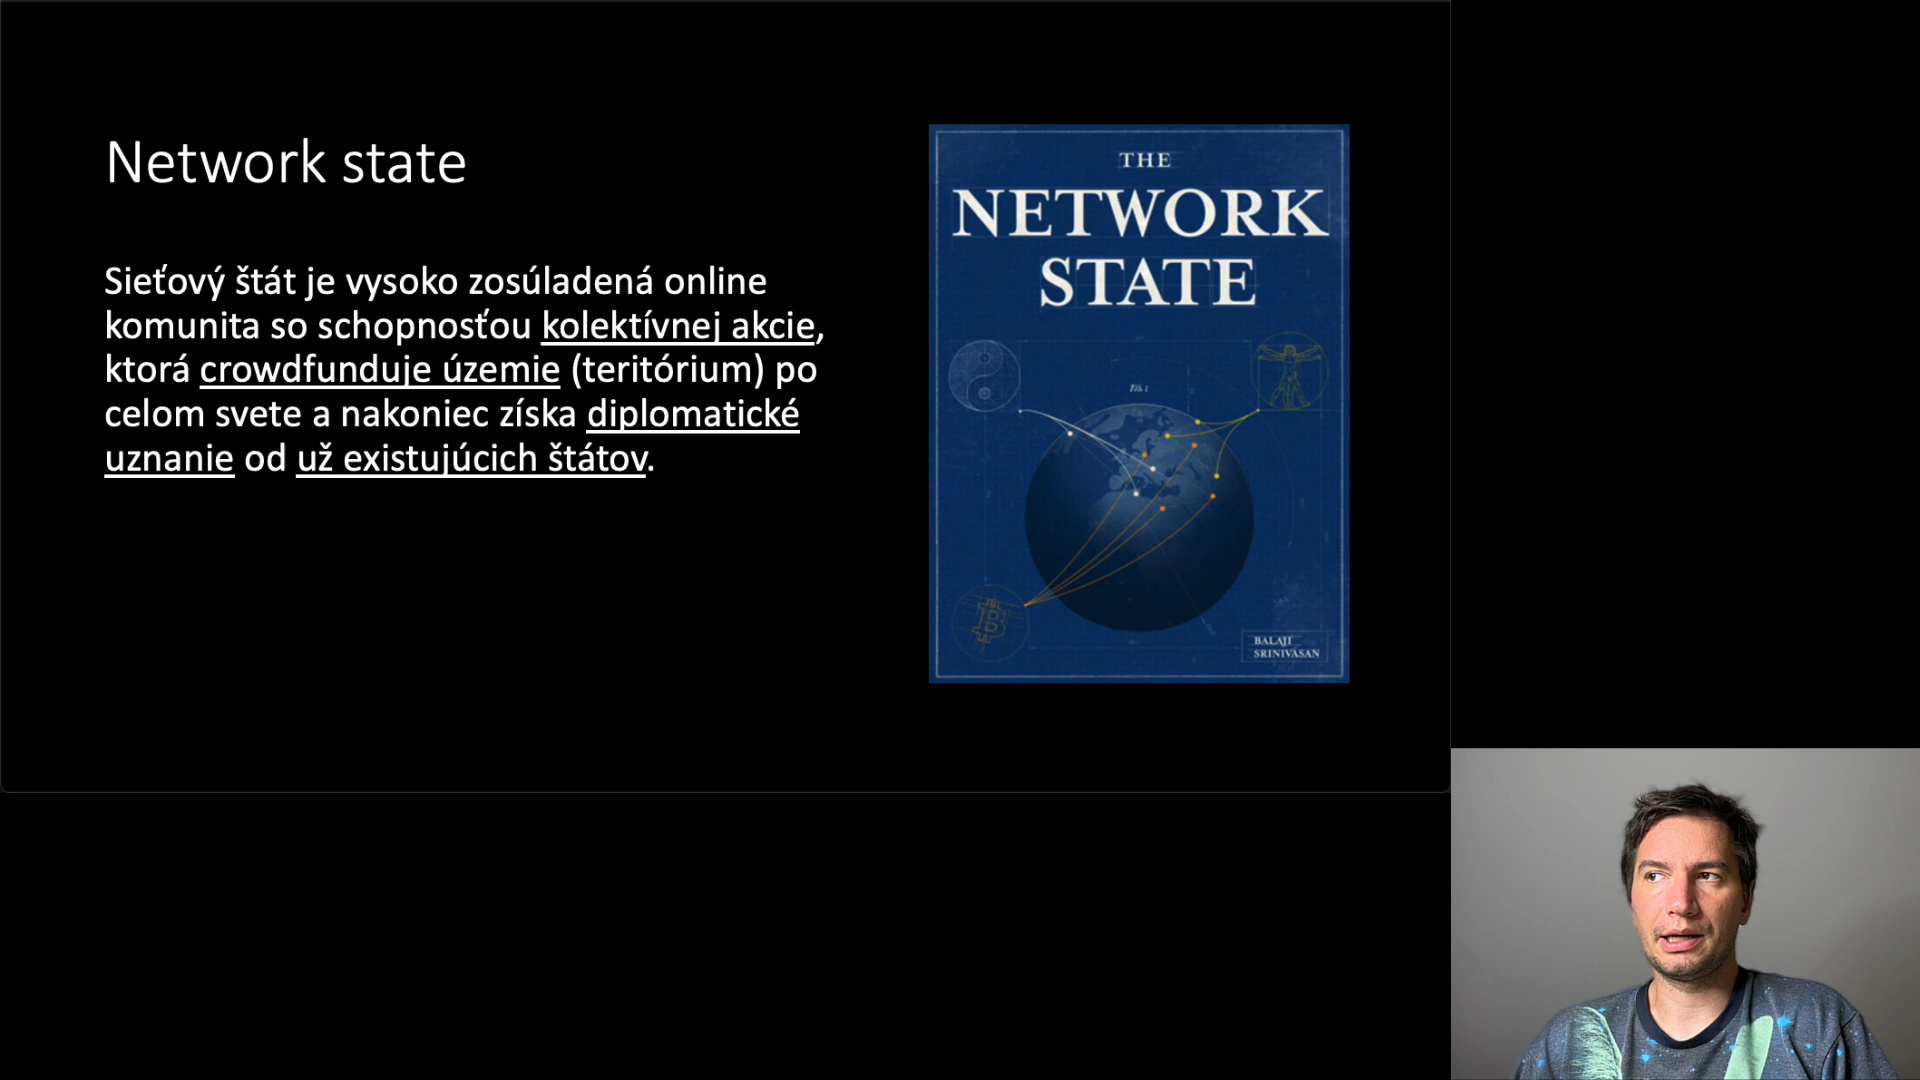 Network state
Sieťový štát je vysoko zosúladená online
komunita so schopnosťou kolektívnej akcie,
ktorá crowdfunduje územie (teritórium) po
celom svete a nakoniec získa diplomatické
uznanie od už existujúcich štátov.
THE
NETWORK
STATE
BALAJI
SRINIVASAN